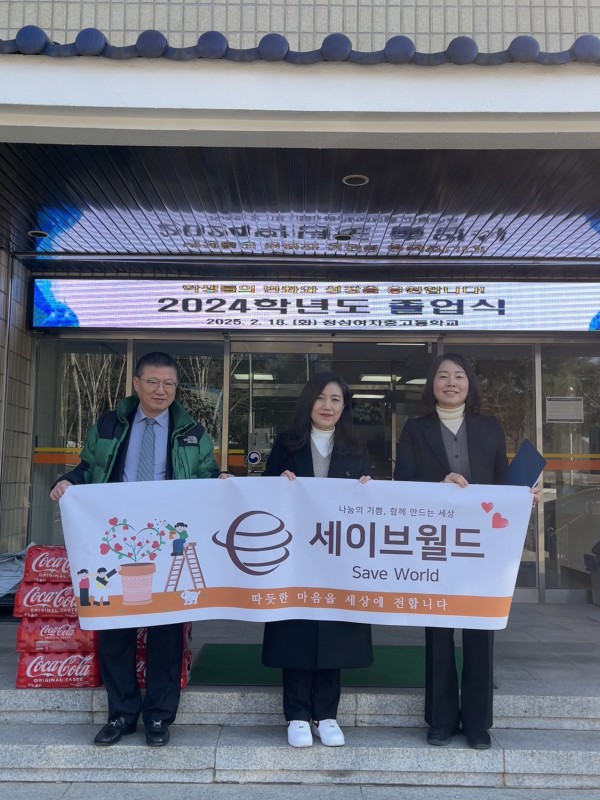 학생들의 변화와 성장을 응원합니다!
2024학년도 졸업식
2025. 2. 18. (화) 정심여자중고등학교
나눔의 기쁨, 함께 만드는 세상
세이브월드
Save World
따뜻한 마음을 세상에 전합니다
Coca-Cola
ORIGINAL TASTE
Coca-Cola
ORIGINAL TASTE
Coca-Cola
Coca-Cola
ORIGINAL TASTE